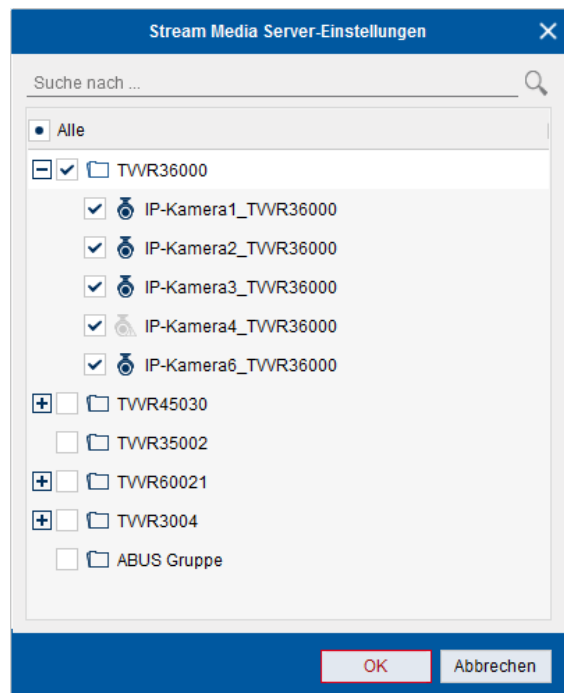 Stream Media Server-Einstellungen
Suche nach ...
Alle
TVVR36000
IP-Kamera1_TVVR36000
IP-Kamera2_TVVR36000
IP-Kamera3_TVVR36000
IP-Kamera4_TVVR36000
IP-Kamera6_TVVR36000
TVVR45030
TVVR35002
TVVR60021
TVVR3004
ABUS Gruppe
OK Abbrechen